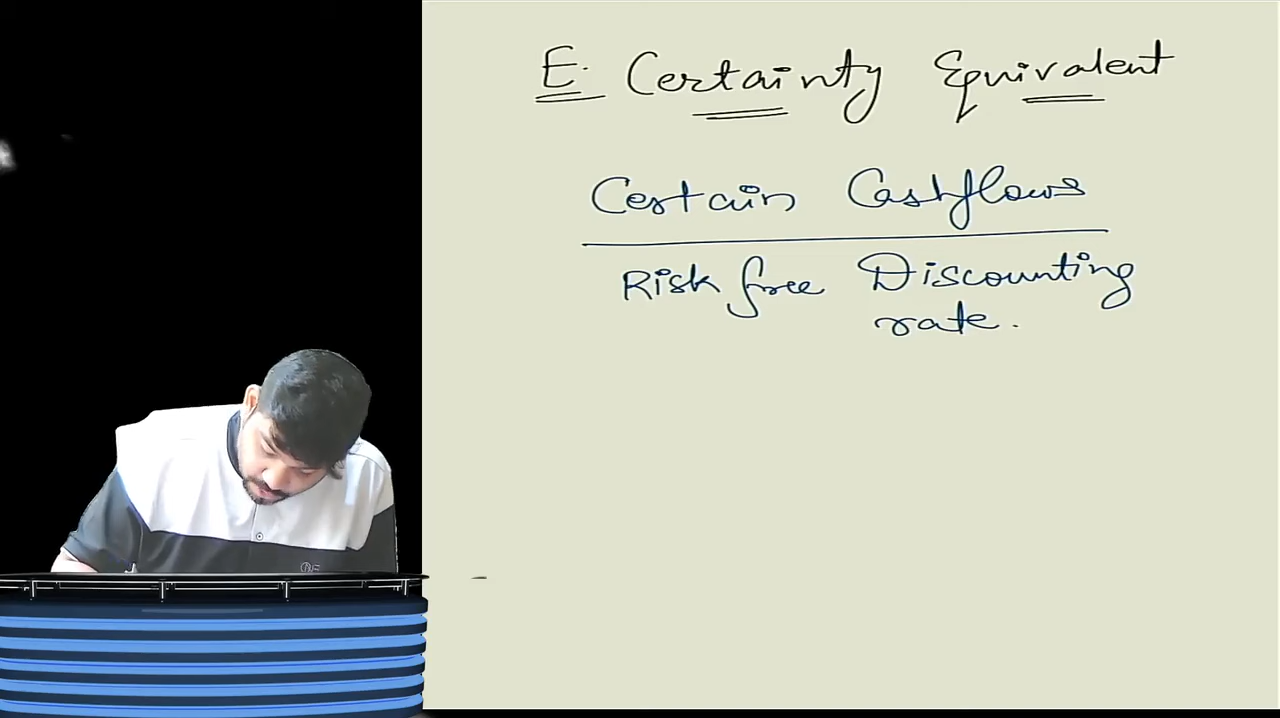 E. Certainty Equivalent
Certain Cashflows
Risk free Discounting
rate.